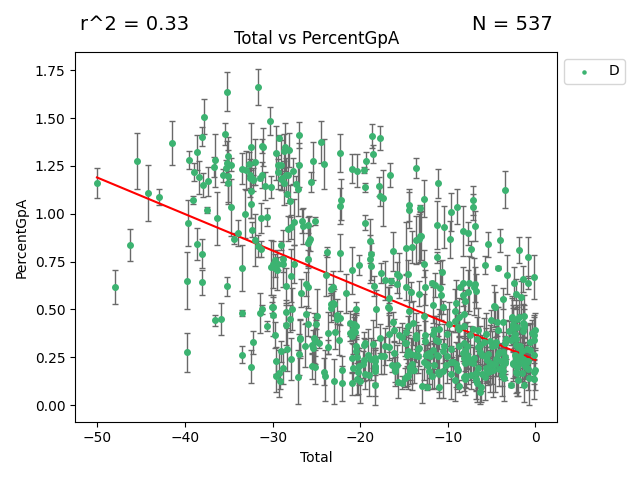 r^2 = 0.33
N = 537
Total vs PercentGpA
D
PercentGpA
1.75
1.50
1.25
1.00
0.75
0.50
0.25
0.00
−50 −40 −30 −20 −10 0
Total